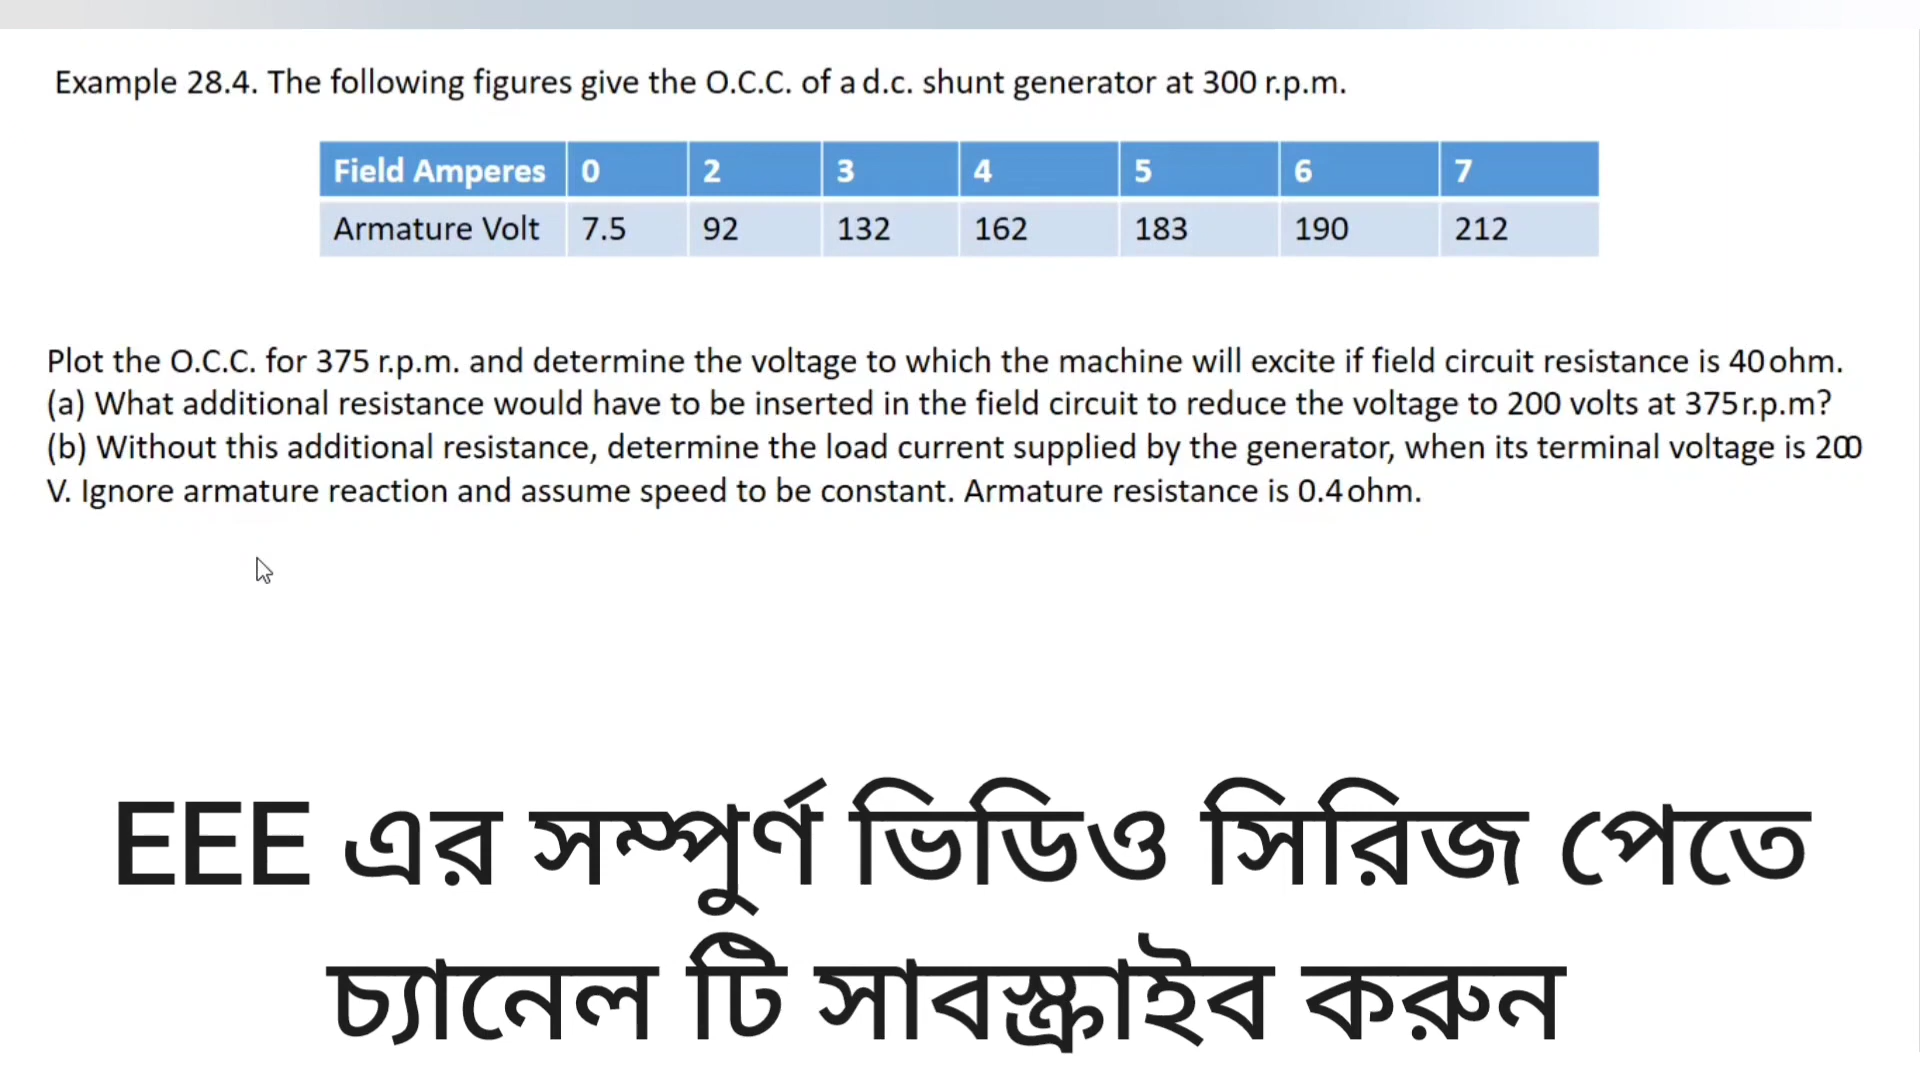 Example 28.4. The following figures give the O.C.C. of a d.c. shunt generator at 300 r.p.m.
Field Amperes 0 2 3 4 5 6 7
Armature Volt 7.5 92 132 162 183 190 212
Plot the O.C.C. for 375 r.p.m. and determine the voltage to which the machine will excite if field circuit resistance is 40 ohm.
(a) What additional resistance would have to be inserted in the field circuit to reduce the voltage to 200 volts at 375 r.p.m?
(b) Without this additional resistance, determine the load current supplied by the generator, when its terminal voltage is 200
V. Ignore armature reaction and assume speed to be constant. Armature resistance is 0.4 ohm.
EEE এর সম্পুর্ণ ভিডিও সিরিজ পেতে
চ্যানেল টি সাবস্ক্রাইব করুন